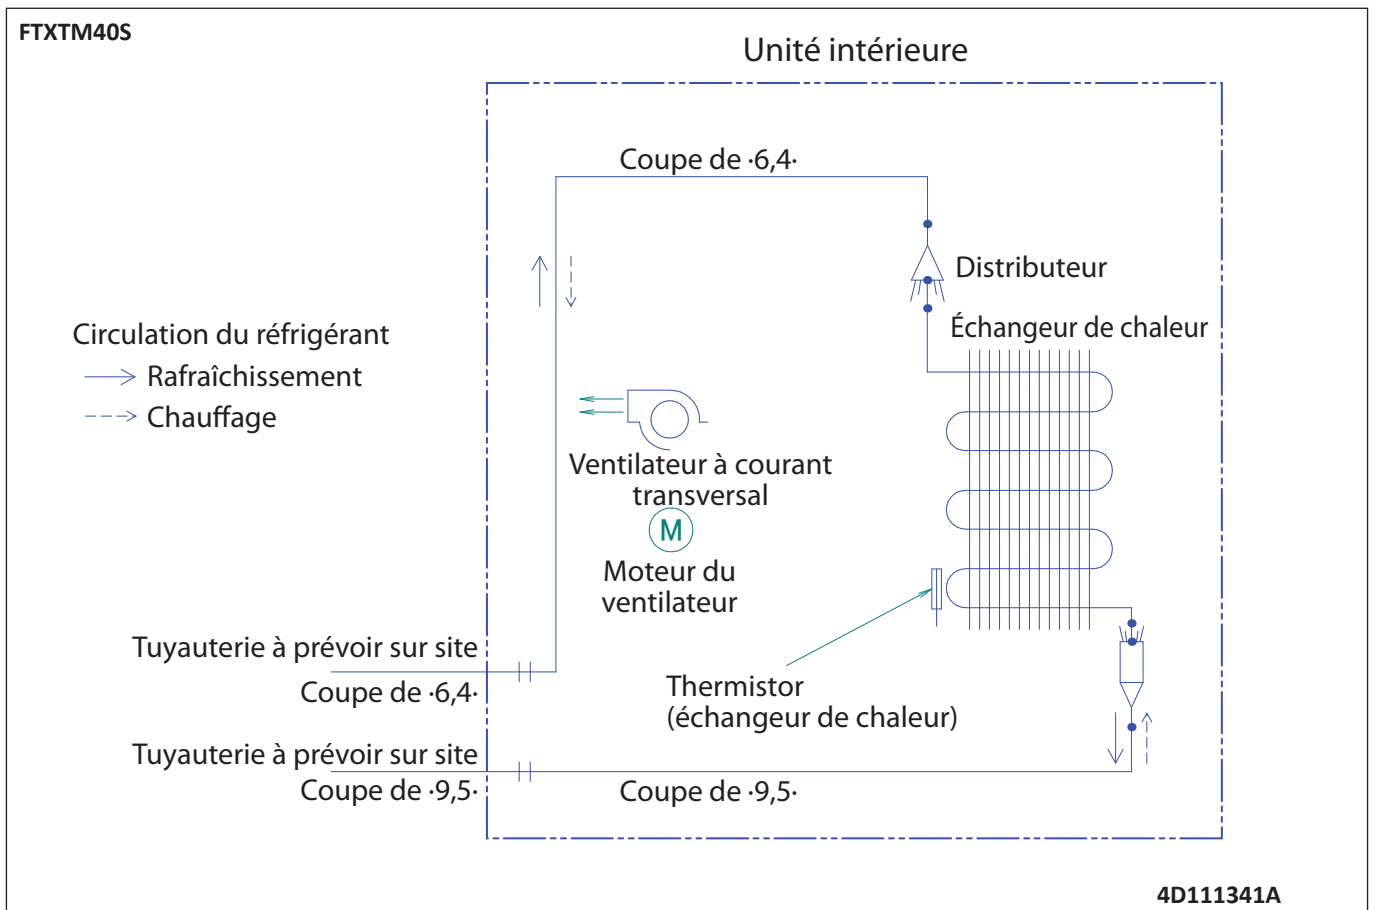 FTXTM40S
Unité intérieure
Coupe de ·6,4·
Distributeur
Échangeur de chaleur
Circulation du réfrigérant
Rafraîchissement
Chauffage
Ventilateur à courant
transversal
M
Moteur du
ventilateur
Tuyauterie à prévoir sur site
Coupe de ·6,4·
Thermistor
(échangeur de chaleur)
Tuyauterie à prévoir sur site
Coupe de ·9,5·
Coupe de ·9,5·
4D111341A